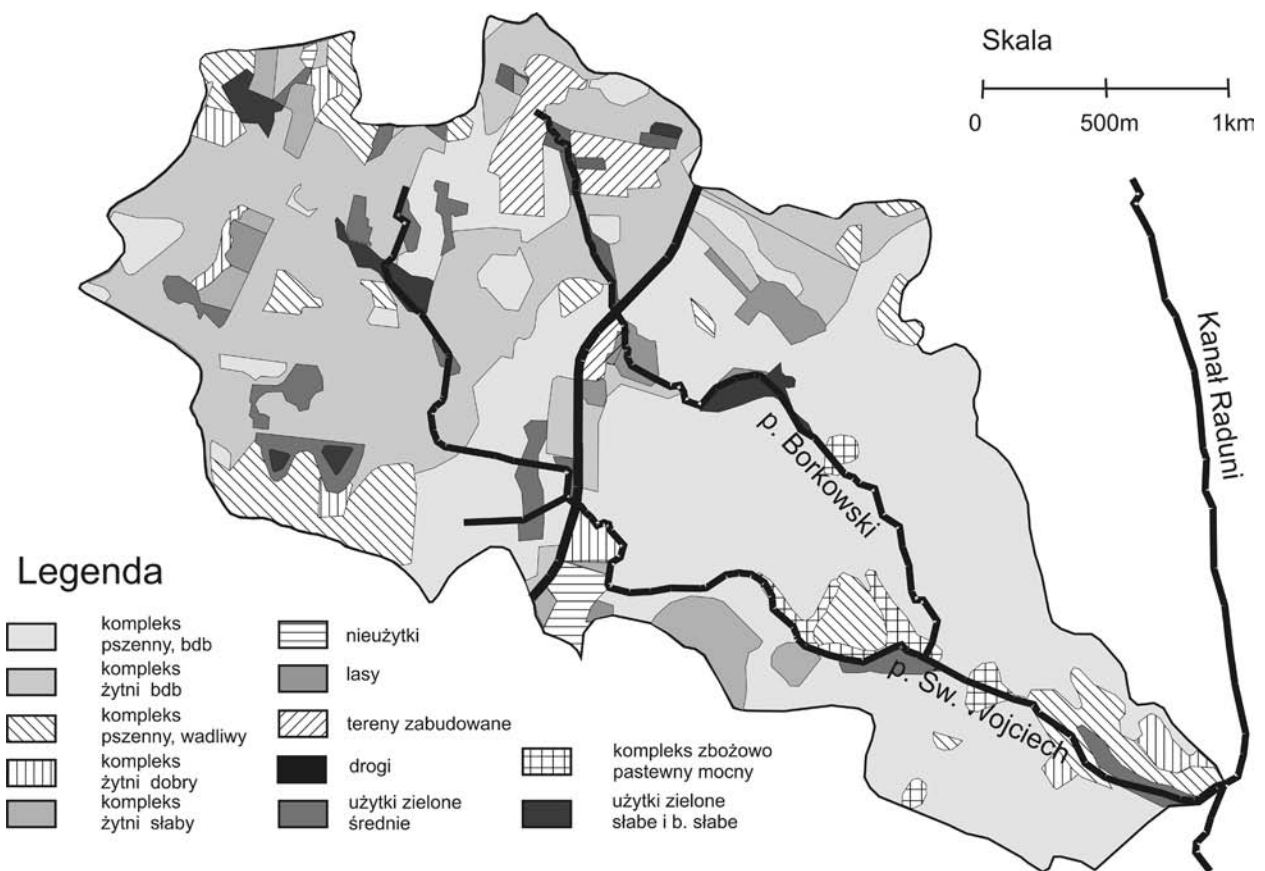 Skala
0 500m 1km
Kanał Raduni
p. Borkowski
p. Św. Wojciech
Legenda
kompleks
pszenny, bdb
kompleks
żytni bdb
kompleks
pszenny, wadliwy
kompleks
żytni dobry
kompleks
żytni słaby
nieużytki
lasy
tereny zabudowane
drogi
użytki zielone
średnie
kompleks zbożowo
pastewny mocny
użytki zielone
słabe i b. słabe